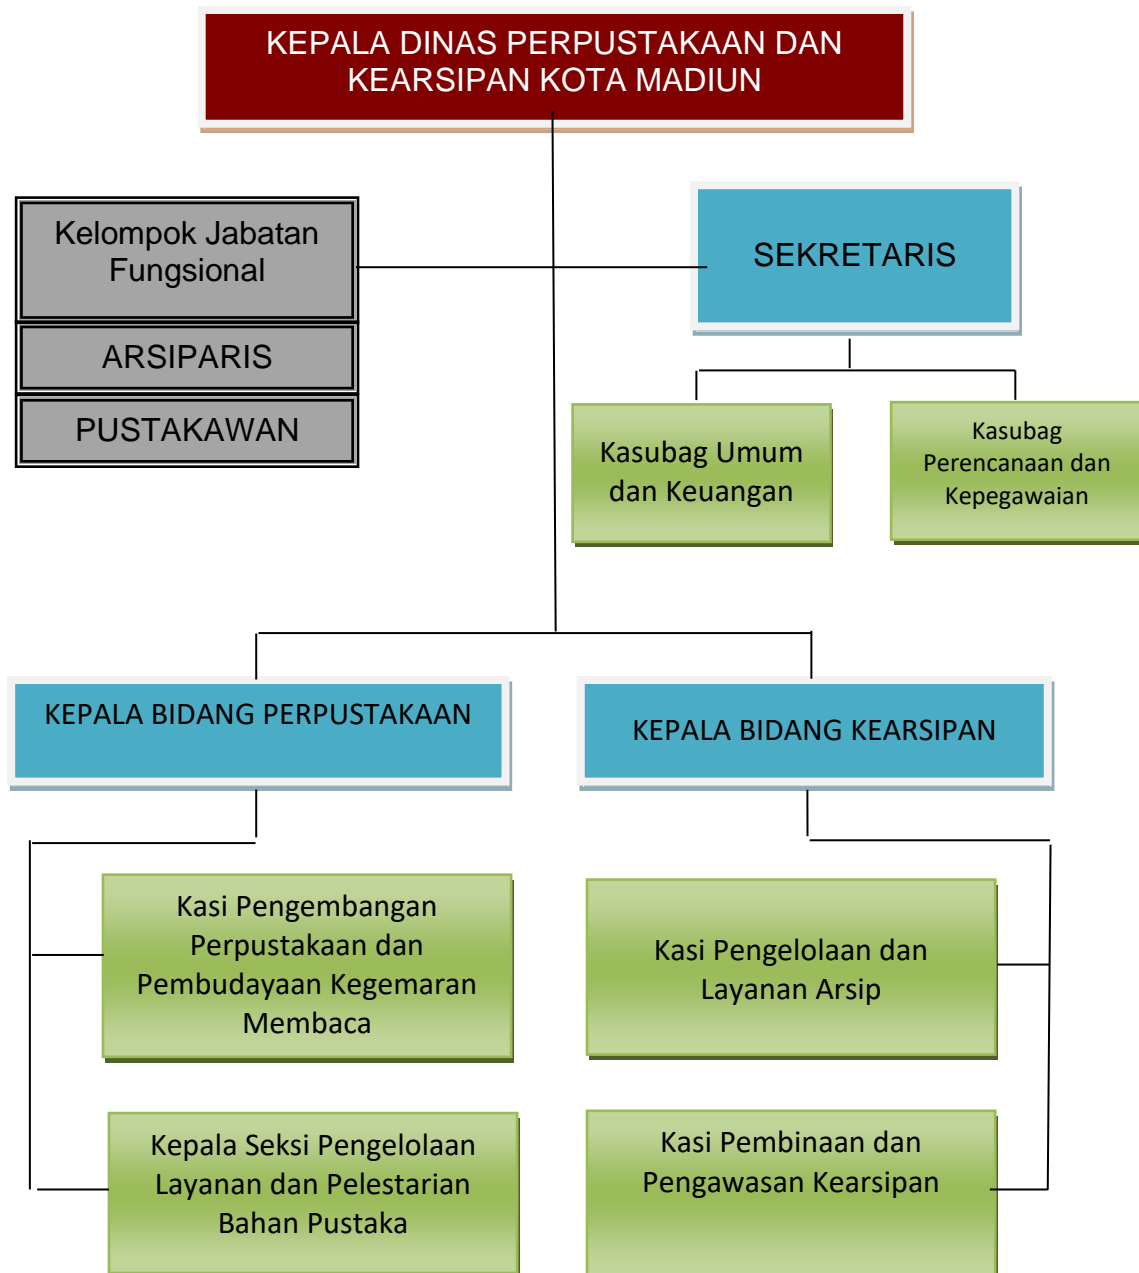 KEPALA DINAS PERPUSTAKAAN DAN
KEARSIPAN KOTA MADIUN
Kelompok Jabatan
Fungsional
ARSIPARIS
PUSTAKAWAN
SEKRETARIS
Kasubag Umum
dan Keuangan
Kasubag
Perencanaan dan
Kepegawaian
KEPALA BIDANG PERPUSTAKAAN
KEPALA BIDANG KEARSIPAN
Kasi Pengembangan
Perpustakaan dan
Pembudayaan Kegemaran
Membaca
Kasi Pengelolaan dan
Layanan Arsip
Kepala Seksi Pengelolaan
Layanan dan Pelestarian
Bahan Pustaka
Kasi Pembinaan dan
Pengawasan Kearsipan